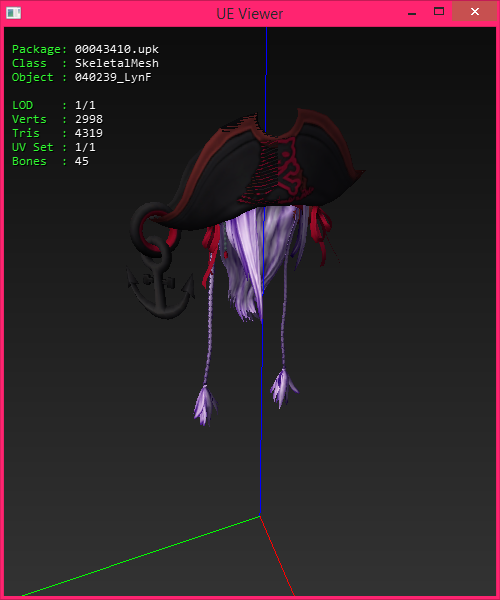 UE Viewer
Package: 00043410.upk
Class : SkeletalMesh
Object : 040239_LynF
LOD : 1/1
Verts : 2998
Tris : 4319
UV Set : 1/1
Bones : 45